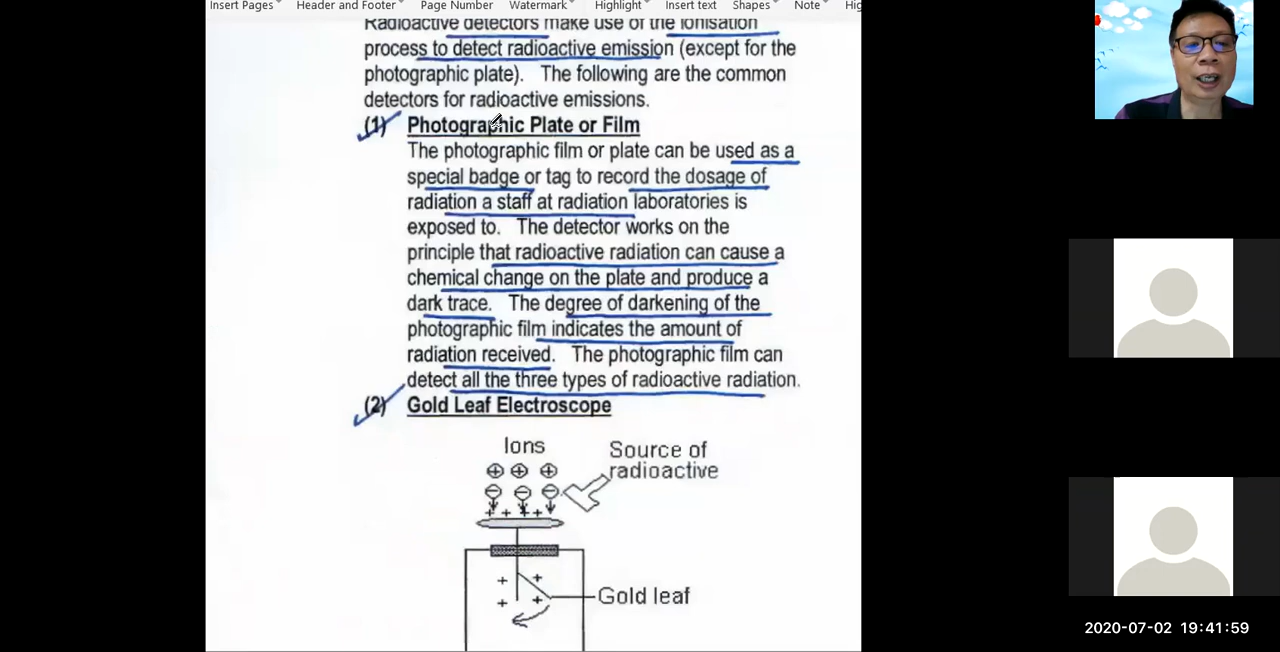 Insert Pages Header and Footer Page Number Watermark Highlight Insert text Shapes Note Hig
Radioactive detectors make use of the ionisation
process to detect radioactive emission (except for the
photographic plate). The following are the common
detectors for radioactive emissions.
(1) Photographic Plate or Film
The photographic film or plate can be used as a
special badge or tag to record the dosage of
radiation a staff at radiation laboratories is
exposed to. The detector works on the
principle that radioactive radiation can cause a
chemical change on the plate and produce a
dark trace. The degree of darkening of the
photographic film indicates the amount of
radiation received. The photographic film can
detect all the three types of radioactive radiation.
(2) Gold Leaf Electroscope
Ions
Source of
radioactive
+ + +
- - -
+ + + +
+ +
+ +
Gold leaf
2020-07-02 19:41:59